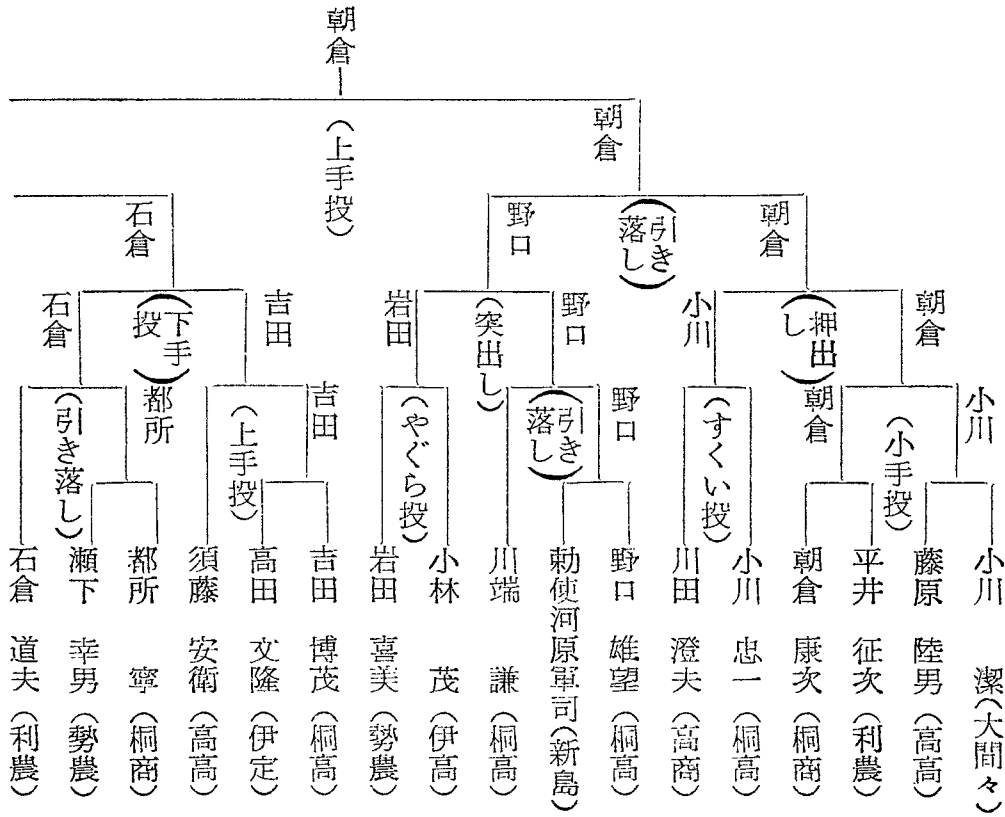 朝倉
朝倉
(上手投)
朝倉
(引き落し)
野口
石倉
朝倉
(押出し)
小川
野口
(突出し)
岩田
吉田
(下手投)
石倉
小川
(小手投)
朝倉
(すくい投)
野口
(引き落し)
(やぐら投)
吉田
(上手投)
都所
(引き落し)
小川 潔(大間々)
藤原 陸男(高高)
平井 征次(利農)
朝倉 康次(桐商)
小川 忠一(桐高)
川田 澄夫(高商)
野口 雄望(桐高)
勅使河原軍司(新島)
川端 謙(桐高)
小林 茂(伊高)
岩田 喜美(勢農)
吉田 博茂(桐高)
高田 文隆(伊定)
須藤 安衛(高高)
都所 寧(桐商)
瀬下 幸男(勢農)
石倉 道夫(利農)